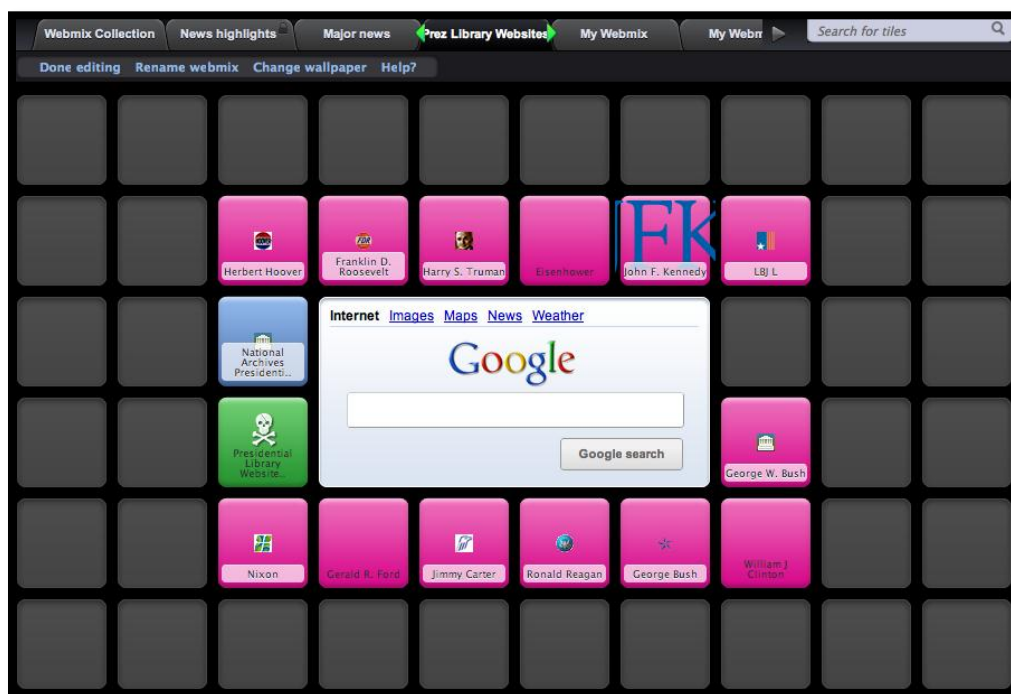 Webmix Collection
News highlights
Major news
Prez Library Websites
My Webmix
My Webm
Search for tiles
Done editing
Rename webmix
Change wallpaper
Help?
Herbert Hoover
FDR
Franklin D.
Roosevelt
Harry S. Truman
Eisenhower
JFK
John F. Kennedy
LBJ L
National
Archives
Presidenti..
Internet Images Maps News Weather
Google
Google search
Presidential
Library
Website..
George W. Bush
Nixon
Gerald R. Ford
Jimmy Carter
Ronald Reagan
George Bush
William J
Clinton